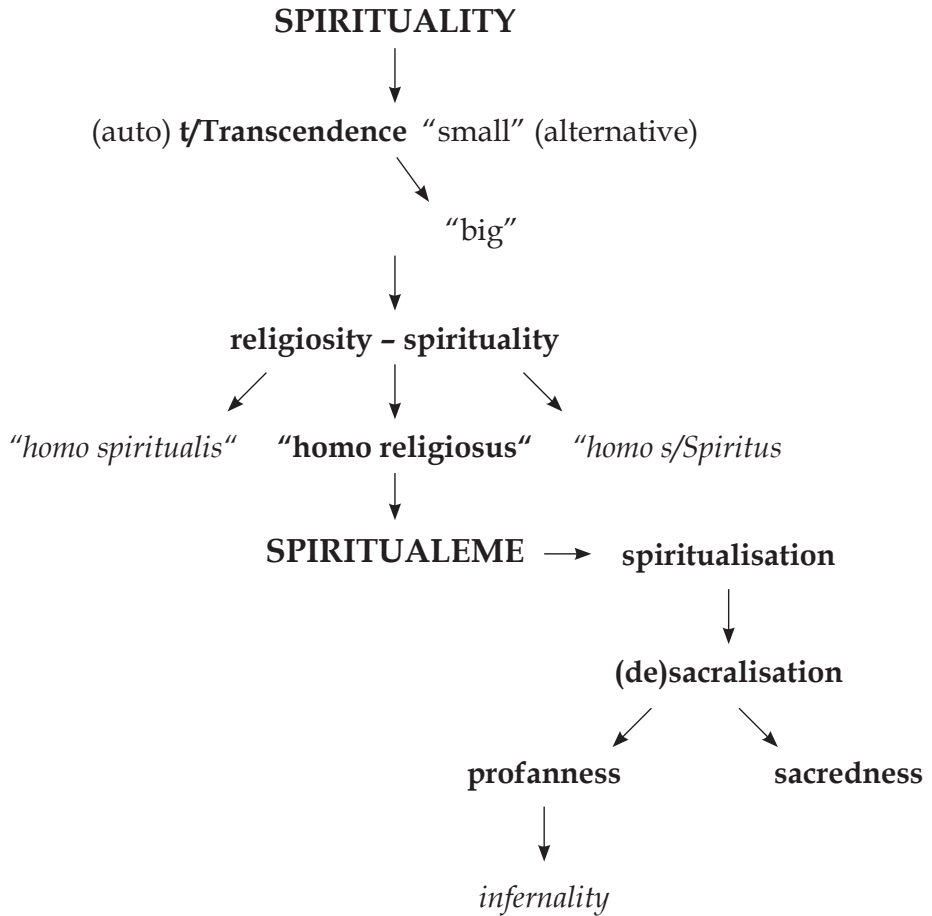 SPIRITUALITY
(auto) t/Transcendence “small” (alternative)
“big”
religiosity – spirituality
“homo spiritualis“ “homo religiosus“ “homo s/Spiritus
SPIRITUALEME spiritualisation
(de)sacralisation
profanness sacredness
infernality